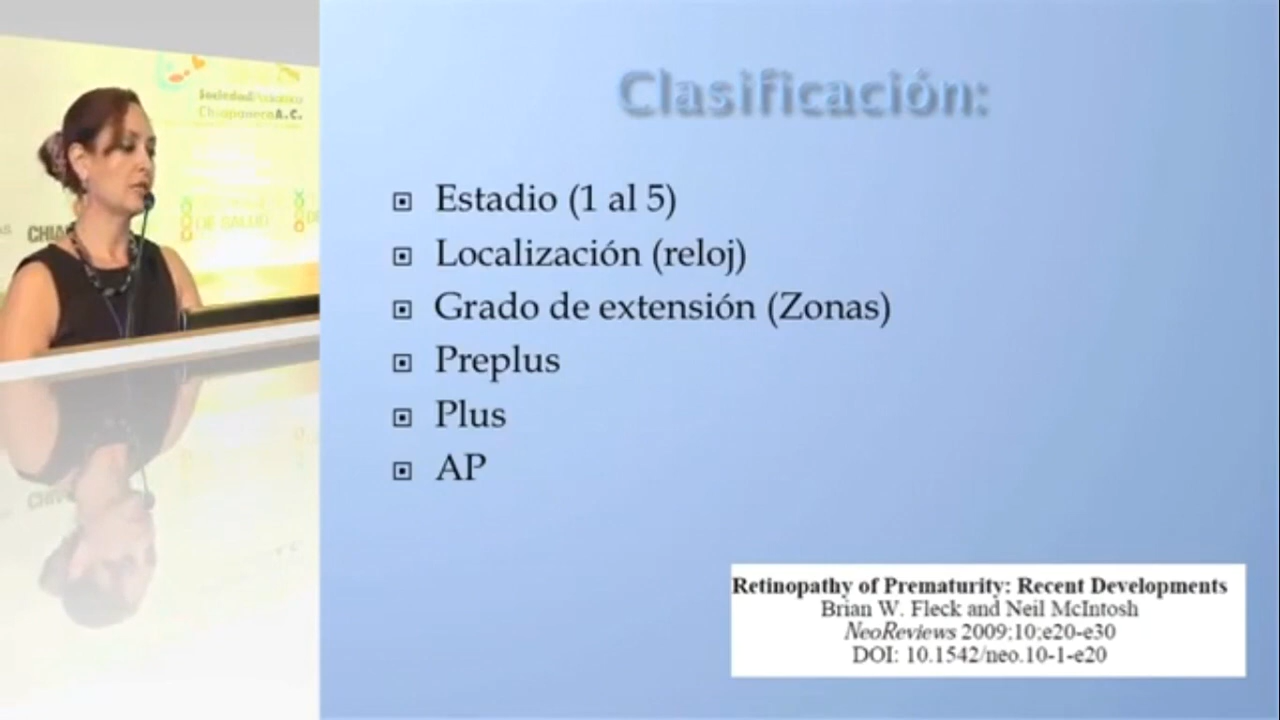 Sociedad Pediátrica
Chiapaneca A.C.
CHIA
DE SALUD
Clasificación:
Estadio (1 al 5)
Localización (reloj)
Grado de extensión (Zonas)
Preplus
Plus
AP
Retinopathy of Prematurity: Recent Developments
Brian W. Fleck and Neil McIntosh
NeoReviews 2009;10;e20-e30
DOI: 10.1542/neo.10-1-e20